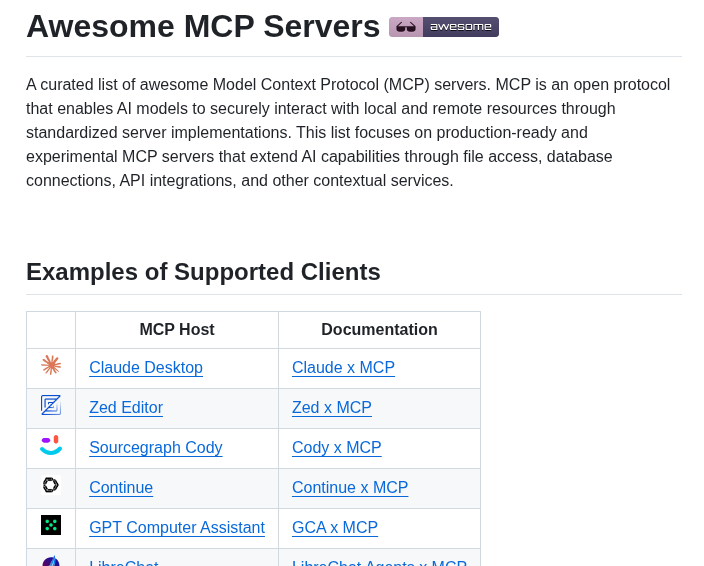 Awesome MCP Servers awesome
A curated list of awesome Model Context Protocol (MCP) servers. MCP is an open protocol
that enables AI models to securely interact with local and remote resources through
standardized server implementations. This list focuses on production-ready and
experimental MCP servers that extend AI capabilities through file access, database
connections, API integrations, and other contextual services.
Examples of Supported Clients
MCP Host Documentation
Claude Desktop Claude x MCP
Zed Editor Zed x MCP
Sourcegraph Cody Cody x MCP
Continue Continue x MCP
GPT Computer Assistant GCA x MCP
LibreChat LibreChat Agents x MCP